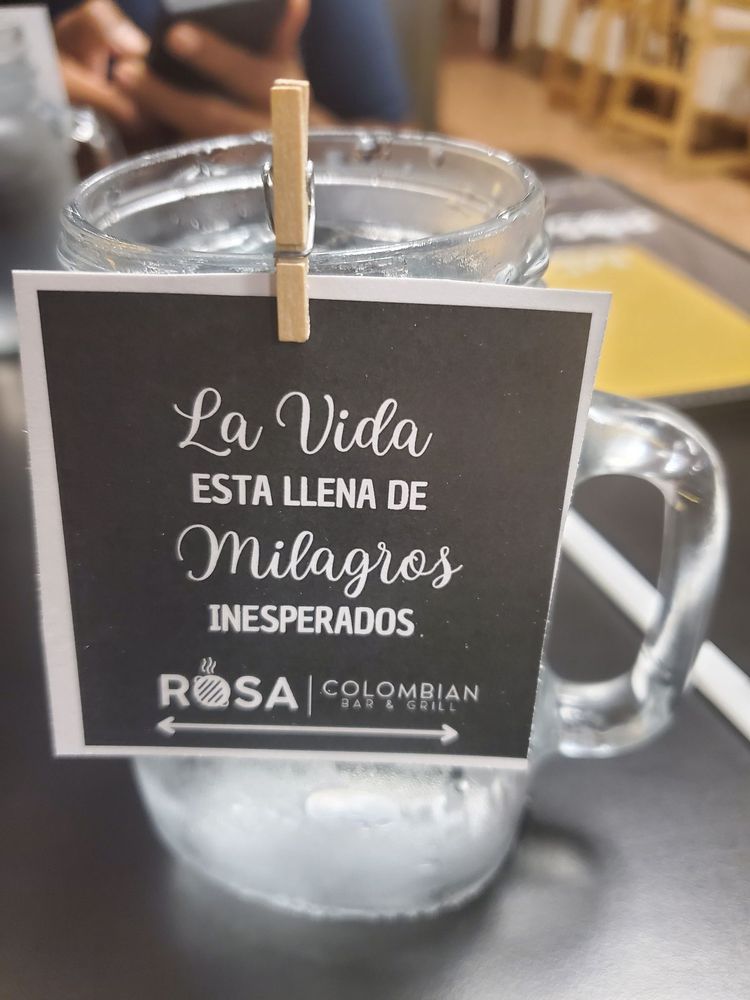 La Vida
ESTA LLENA DE
Milagros
INESPERADOS.
ROSA | COLOMBIAN
BAR & GRILL